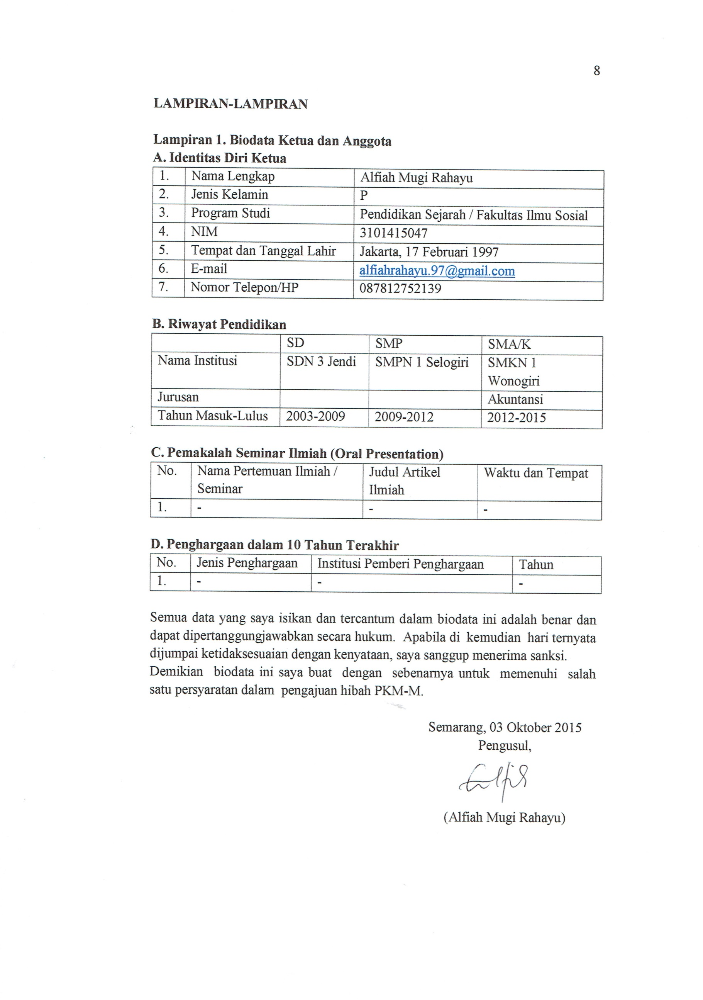 8
LAMPIRAN-LAMPIRAN
Lampiran 1. Biodata Ketua dan Anggota
A. Identitas Diri Ketua
1. Nama Lengkap Alfiah Mugi Rahayu
2. Jenis Kelamin P
3. Program Studi Pendidikan Sejarah / Fakultas Ilmu Sosial
4. NIM 3101415047
5. Tempat dan Tanggal Lahir Jakarta, 17 Februari 1997
6. E-mail alfiahrahayu.97@gmail.com
7. Nomor Telepon/HP 087812752139
B. Riwayat Pendidikan
SD SMP SMA/K
Nama Institusi SDN 3 Jendi SMPN 1 Selogiri SMKN 1
Wonogiri
Jurusan Akuntansi
Tahun Masuk-Lulus 2003-2009 2009-2012 2012-2015
C. Pemakalah Seminar Ilmiah (Oral Presentation)
No. Nama Pertemuan Ilmiah / Judul Artikel Waktu dan Tempat
Seminar Ilmiah
1. - - -
D. Penghargaan dalam 10 Tahun Terakhir
No. Jenis Penghargaan Institusi Pemberi Penghargaan Tahun
1. - - -
Semua data yang saya isikan dan tercantum dalam biodata ini adalah benar dan
dapat dipertanggungjawabkan secara hukum. Apabila di kemudian hari ternyata
dijumpai ketidaksesuaian dengan kenyataan, saya sanggup menerima sanksi.
Demikian biodata ini saya buat dengan sebenarnya untuk memenuhi salah
satu persyaratan dalam pengajuan hibah PKM-M.
Semarang, 03 Oktober 2015
Pengusul,
(Alfiah Mugi Rahayu)